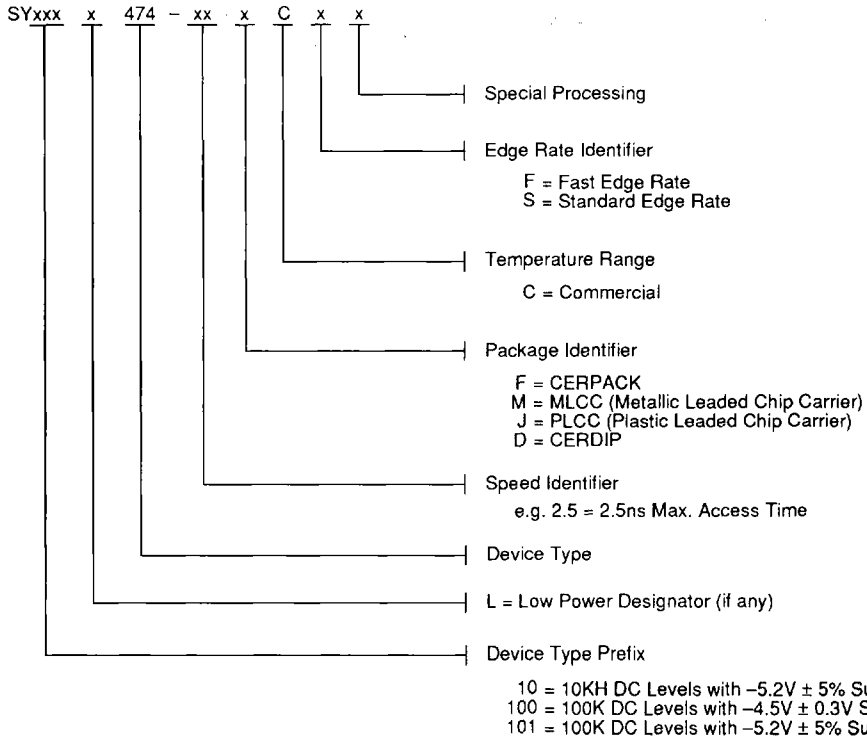 SYxxx x 474 – xx x C x x
Special Processing
Edge Rate Identifier
F = Fast Edge Rate
S = Standard Edge Rate
Temperature Range
C = Commercial
Package Identifier
F = CERPACK
M = MLCC (Metallic Leaded Chip Carrier)
J = PLCC (Plastic Leaded Chip Carrier)
D = CERDIP
Speed Identifier
e.g. 2.5 = 2.5ns Max. Access Time
Device Type
L = Low Power Designator (if any)
Device Type Prefix
10 = 10KH DC Levels with –5.2V ± 5%
100 = 100K DC Levels with –4.5V ± 0.3V
101 = 100K DC Levels with –5.2V ± 5%